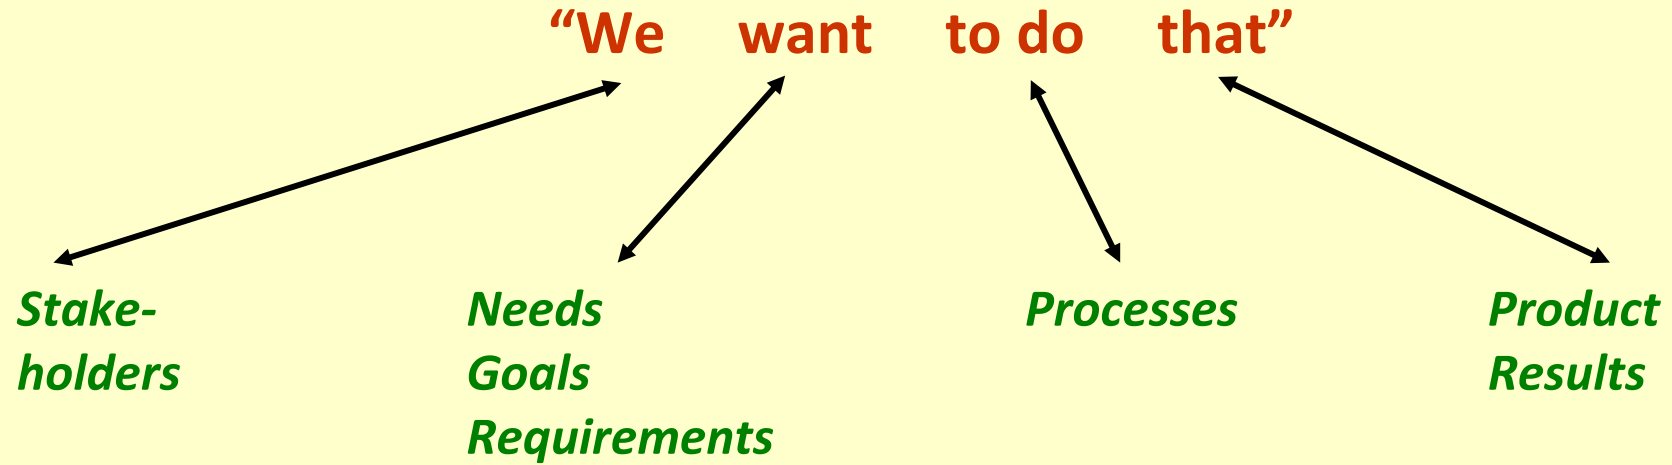 “We want to do that”
Stake-
holders
Needs
Goals
Requirements
Processes
Product
Results